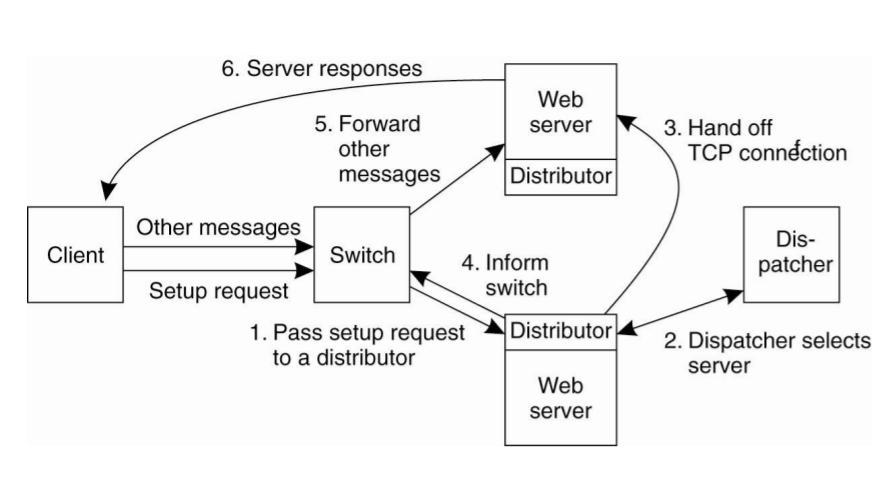 6. Server responses
Web
server
Distributor
5. Forward
other
messages
3. Hand off
TCP connection
Client
Other messages
Setup request
Switch
4. Inform
switch
Dis-
patcher
1. Pass setup request
to a distributor
Distributor
Web
server
2. Dispatcher selects
server